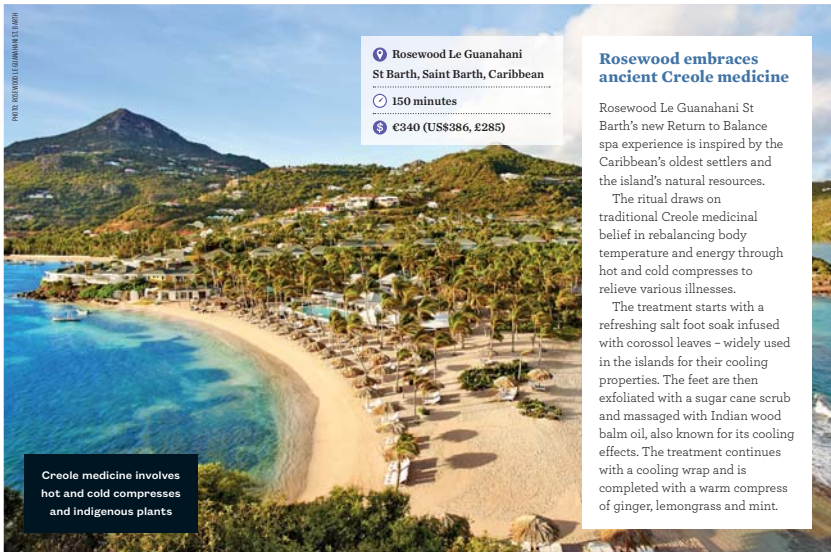 PHOTO: ROSEWOOD LE GUANAHANI ST. BARTH
Rosewood Le Guanahani
St Barth, Saint Barth, Caribbean
150 minutes
€340 (US$386, £285)
Rosewood embraces
ancient Creole medicine
Rosewood Le Guanahani St
Barth's new Return to Balance
spa experience is inspired by the
Caribbean's oldest settlers and
the island's natural resources.
The ritual draws on
traditional Creole medicinal
belief in rebalancing body
temperature and energy through
hot and cold compresses to
relieve various illnesses.
The treatment starts with a
refreshing salt foot soak infused
with corossol leaves – widely used
in the islands for their cooling
properties. The feet are then
exfoliated with a sugar cane scrub
and massaged with Indian wood
balm oil, also known for its cooling
effects. The treatment continues
with a cooling wrap and is
completed with a warm compress
of ginger, lemongrass and mint.
Creole medicine involves
hot and cold compresses
and indigenous plants